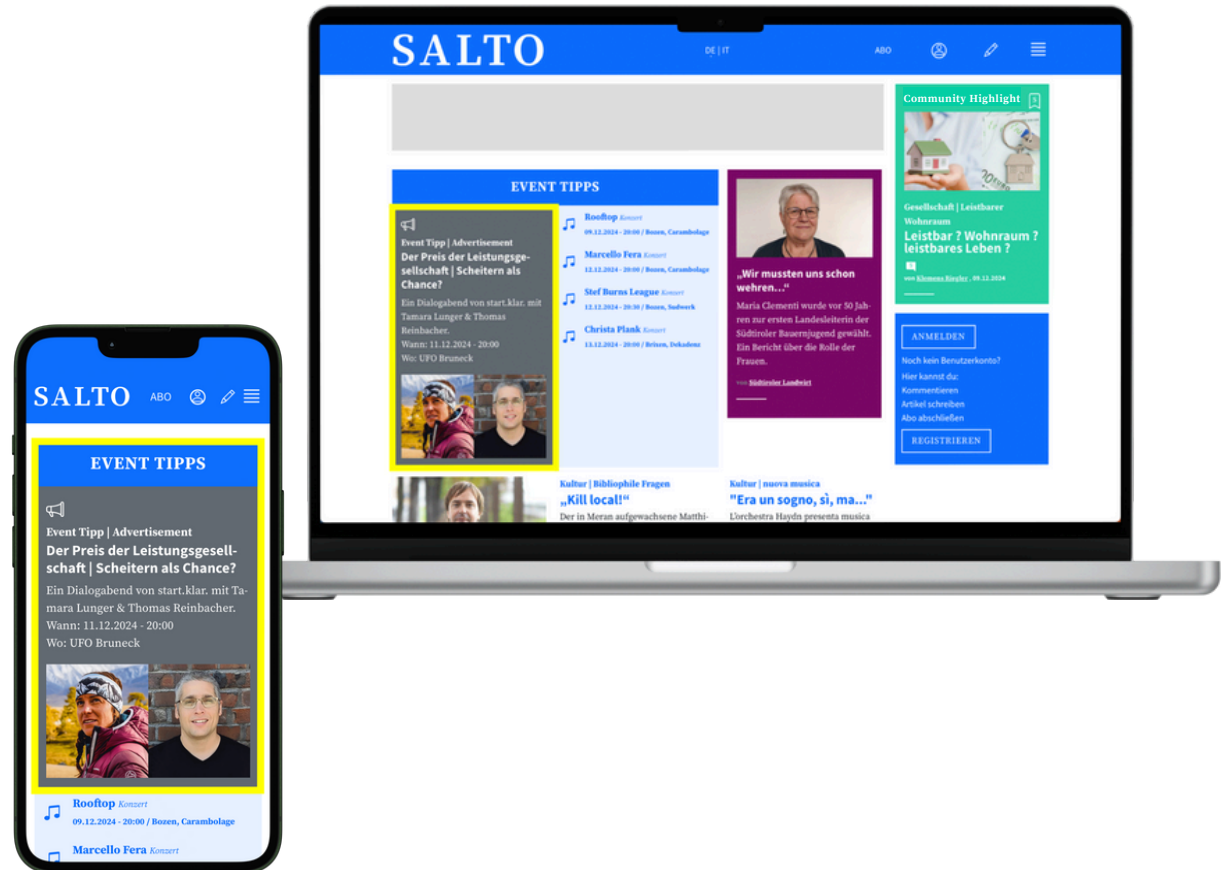 SALTO
DE | IT
ABO
EVENT TIPPS
Event Tipp | Advertisement
Der Preis der Leistungsge-
sellschaft | Scheitern als
Chance?
Ein Dialogabend von start.klar. mit
Tamara Lunger & Thomas
Reinbacher.
Wann: 11.12.2024 - 20:00
Wo: UFO Bruneck
Rooftop Konzert
09.12.2024 - 20:00 / Bozen, Carambolage
Marcello Fera Konzert
12.12.2024 - 20:00 / Bozen, Carambolage
Stef Burns League Konzert
12.12.2024 - 20:30 / Bozen, Sudwerk
Christa Plank Konzert
13.12.2024 - 20:00 / Brixen, Dekadenz
„Wir mussten uns schon
wehren...“
Maria Clementi wurde vor 50 Jah-
ren zur ersten Landesleiterin der
Südtiroler Bauernjugend gewählt.
Ein Bericht über die Rolle der
Frauen.
von Südtiroler Landwirt
Community Highlight
Gesellschaft | Leistbarer
Wohnraum
Leistbar ? Wohnraum ?
leistbares Leben ?
von Klemens Riegler , 09.12.2024
ANMELDEN
Noch kein Benutzerkonto?
Hier kannst du:
Kommentieren
Artikel schreiben
Abo abschließen
REGISTRIEREN
Kultur | Bibliophile Fragen
„Kill local!“
Der in Meran aufgewachsene Matthi-
Kultur | nuova musica
"Era un sogno, sì, ma..."
L'orchestra Haydn presenta musica
SALTO
ABO
EVENT TIPPS
Event Tipp | Advertisement
Der Preis der Leistungsgesell-
schaft | Scheitern als Chance?
Ein Dialogabend von start.klar. mit Ta-
mara Lunger & Thomas Reinbacher.
Wann: 11.12.2024 - 20:00
Wo: UFO Bruneck
Rooftop Konzert
09.12.2024 - 20:00 / Bozen, Carambolage
Marcello Fera Konzert